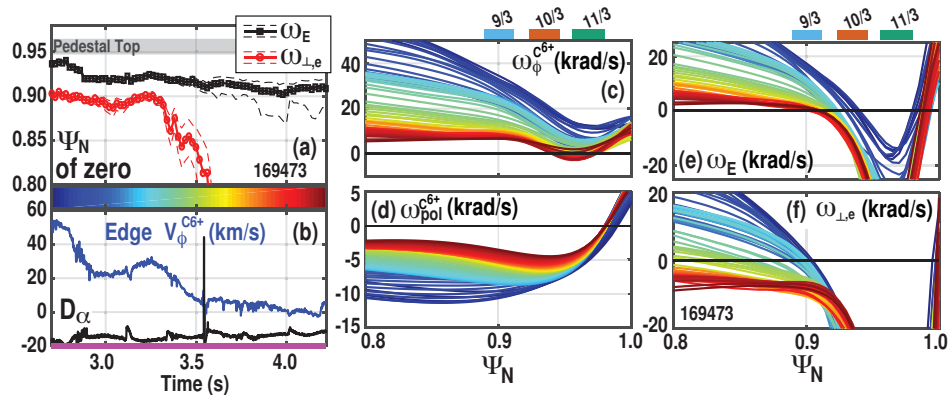 ω_E
ω_⊥,e
Pedestal Top
0.95
0.90
0.85
0.80
Ψ_N
of zero
(a)
169473
60
40
20
0
-20
Edge V_ϕ^C6+ (km/s)
(b)
D_α
3.0 3.5 4.0
Time (s)
9/3 10/3 11/3
ω_ϕ^C6+ (krad/s)
(c)
40
20
0
(d) ω_pol^C6+ (krad/s)
5
0
-5
-10
-15
0.8 0.9 1.0
Ψ_N
9/3 10/3 11/3
20
0
-20
(e) ω_E (krad/s)
(f) ω_⊥,e (krad/s)
20
0
20
169473
0.8 0.9 1.0
Ψ_N